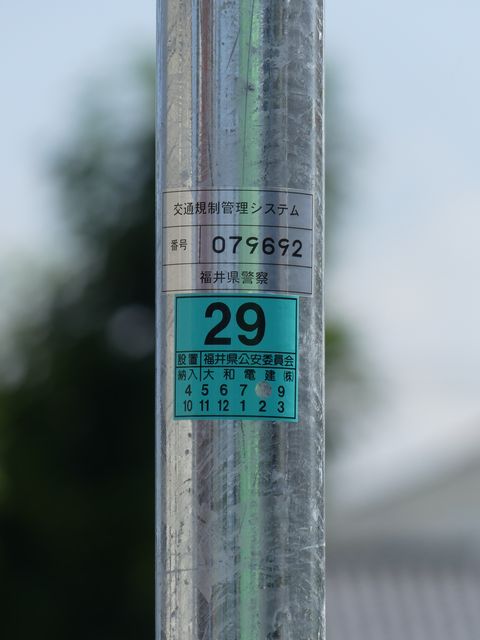 交通規制管理システム
番号 079692
福井県警察
29
設置 福井県公安委員会
納入 大和電建㈱
4 5 6 7 9
10 11 12 1 2 3